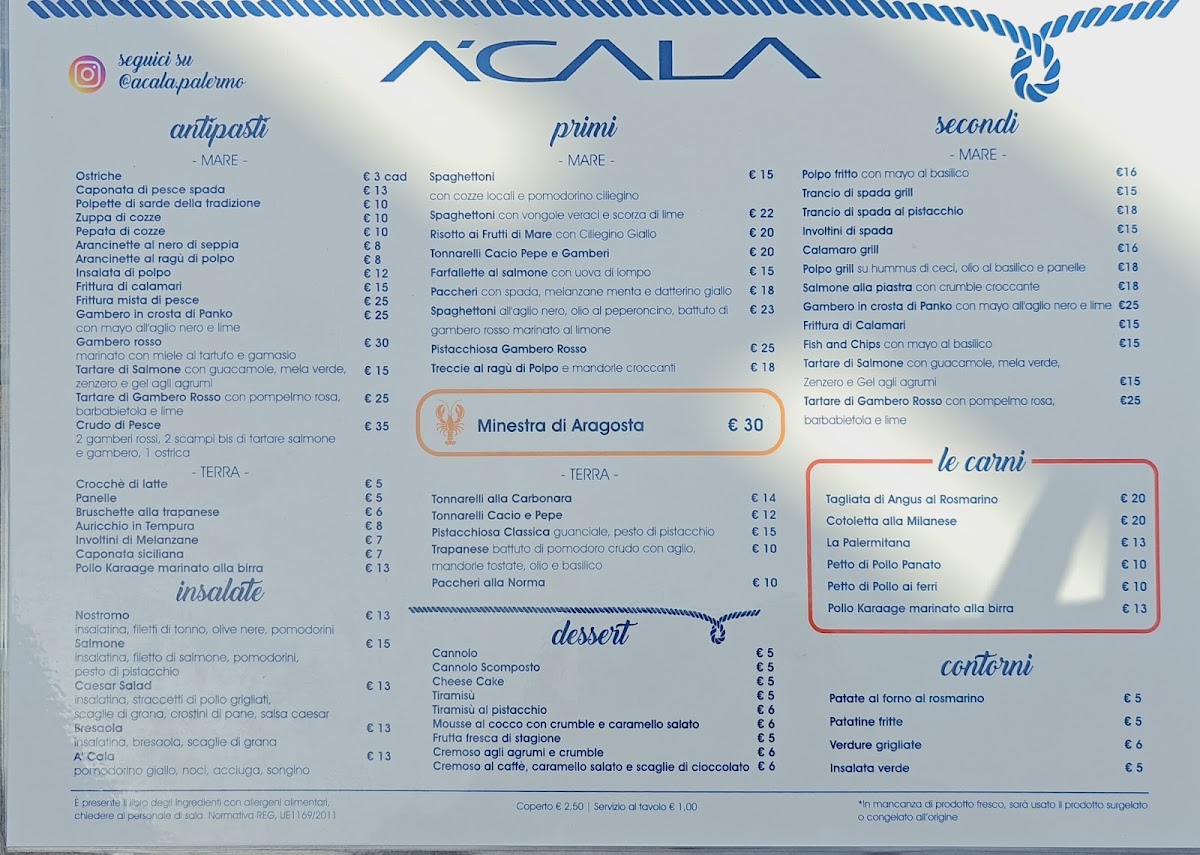 seguici su
@acala.palermo
A'CALA
antipasti
- MARE -
Ostriche € 3 cad
Caponata di pesce spada € 13
Polpette di sarde della tradizione € 10
Zuppa di cozze € 10
Pepata di cozze € 10
Arancinette al nero di seppia € 8
Arancinette al ragù di polpo € 8
Insalata di polpo € 12
Frittura di calamari € 15
Frittura mista di pesce € 25
Gambero in crosta di Panko € 25
con mayo all'aglio nero e lime
Gambero rosso € 30
marinato con miele al tartufo e gamasio
Tartare di Salmone con guacamole, mela verde, € 15
zenzero e gel agli agrumi
Tartare di Gambero Rosso con pompelmo rosa, € 25
barbabietola e lime
Crudo di Pesce € 35
2 gamberi rossi, 2 scampi bis di tartare salmone
e gambero, 1 ostrica
- TERRA -
Crocchè di latte € 5
Panelle € 5
Bruschette alla trapanese € 6
Auricchio in Tempura € 8
Involtini di Melanzane € 7
Caponata siciliana € 7
Pollo Karaage marinato alla birra € 13
insalate
Nostromo € 13
insalatina, filetti di tonno, olive nere, pomodorini
Salmone € 15
insalatina, filetto di salmone, pomodorini,
pesto di pistacchio
Caesar Salad € 13
insalatina, straccetti di pollo grigliati,
scaglie di grana, crostini di pane, salsa caesar
Bresaola € 13
insalatina, bresaola, scaglie di grana
A' Cala € 13
pomodorino giallo, noci, acciuga, songino
primi
- MARE -
Spaghettoni € 15
con cozze locali e pomodorino ciliegino
Spaghettoni con vongole veraci e scorza di lime € 22
Risotto ai Frutti di Mare con Ciliegino Giallo € 20
Tonnarelli Cacio Pepe e Gamberi € 20
Farfallette al salmone con uova di lompo € 15
Paccheri con spada, melanzane menta e datterino giallo € 18
Spaghettoni all'aglio nero, olio al peperoncino, battuto di € 23
gambero rosso marinato al limone
Pistacchiosa Gambero Rosso € 25
Treccie al ragù di Polpo e mandorle croccanti € 18
Minestra di Aragosta € 30
- TERRA -
Tonnarelli alla Carbonara € 14
Tonnarelli Cacio e Pepe € 12
Pistacchiosa Classica guanciale, pesto di pistacchio € 15
Trapanese battuto di pomodoro crudo con aglio, € 10
mandorle tostate, olio e basilico
Paccheri alla Norma € 10
dessert
Cannolo € 5
Cannolo Scomposto € 5
Cheese Cake € 5
Tiramisù € 5
Tiramisù al pistacchio € 6
Mousse al cocco con crumble e caramello salato € 6
Frutta fresca di stagione € 5
Cremoso agli agrumi e crumble € 6
Cremoso al caffè, caramello salato e scaglie di cioccolato € 6
secondi
- MARE -
Polpo fritto con mayo al basilico €16
Trancio di spada grill €15
Trancio di spada al pistacchio €18
Involtini di spada €15
Calamaro grill €16
Polpo grill su hummus di ceci, olio al basilico e panelle €18
Salmone alla piastra con crumble croccante €18
Gambero in crosta di Panko con mayo all'aglio nero e lime €25
Frittura di Calamari €15
Fish and Chips con mayo al basilico €15
Tartare di Salmone con guacamole, mela verde,
Zenzero e Gel agli agrumi €15
Tartare di Gambero Rosso con pompelmo rosa, €25
barbabietola e lime
le carni
Tagliata di Angus al Rosmarino € 20
Cotoletta alla Milanese € 20
La Palermitana € 13
Petto di Pollo Panato € 10
Petto di Pollo ai ferri € 10
Pollo Karaage marinato alla birra € 13
contorni
Patate al forno al rosmarino € 5
Patatine fritte € 5
Verdure grigliate € 6
Insalata verde € 5
È presente il libro degli ingredienti con allergeni alimentari,
chiedere al personale di sala. Normativa REG, UE1169/2011
Coperto € 2,50 | Servizio al tavolo € 1,00
*In mancanza di prodotto fresco, sarà usato il prodotto surgelato
o congelato all'origine